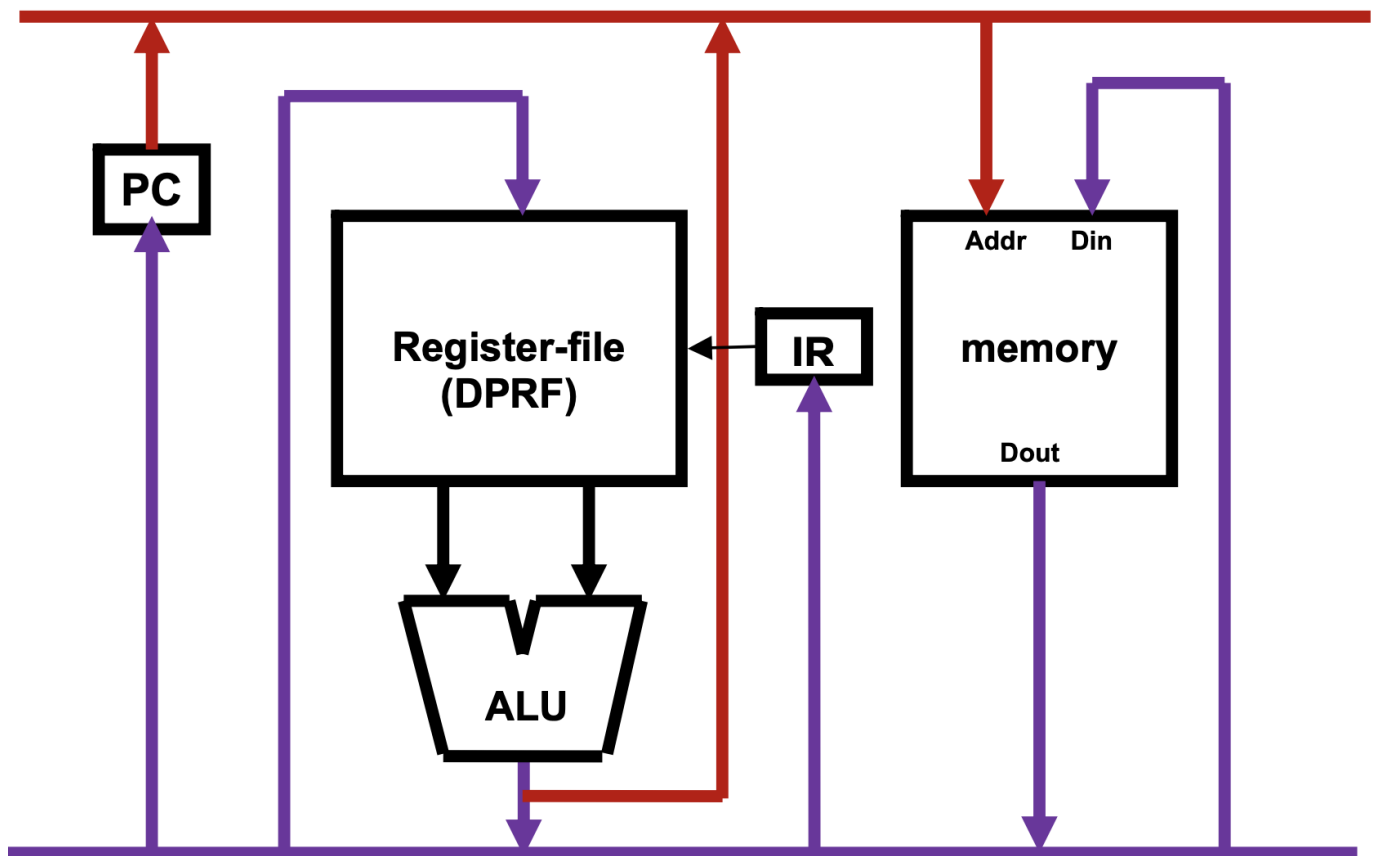 PC
Addr Din
Register-file
(DPRF)
IR
memory
Dout
ALU